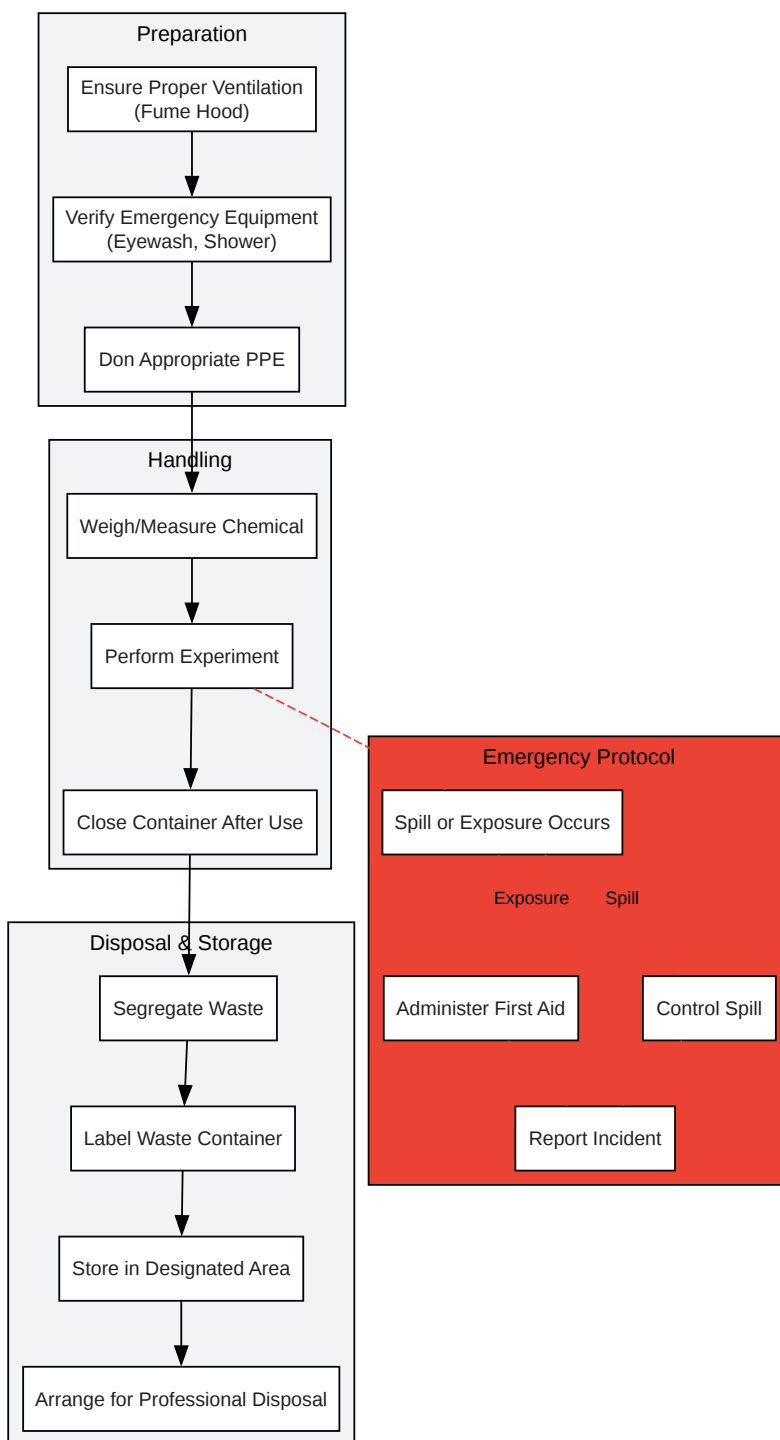 Preparation
Ensure Proper Ventilation
(Fume Hood)
Verify Emergency Equipment
(Eyewash, Shower)
Don Appropriate PPE
Handling
Weigh/Measure Chemical
Perform Experiment
Close Container After Use
Emergency Protocol
Spill or Exposure Occurs
Exposure
Spill
Administer First Aid
Control Spill
Report Incident
Disposal & Storage
Segregate Waste
Label Waste Container
Store in Designated Area
Arrange for Professional Disposal